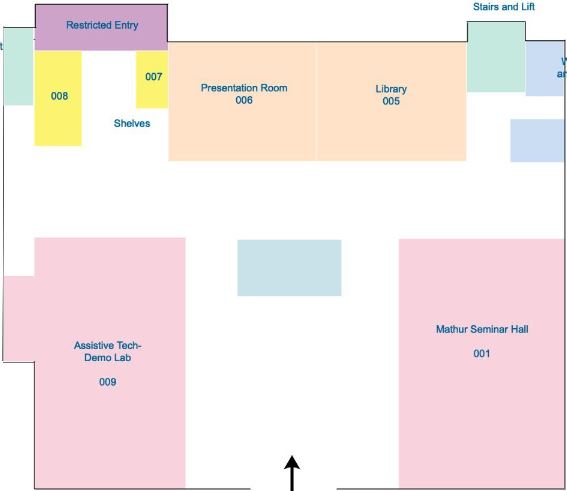 Stairs and Lift
Restricted Entry
007
008
Presentation Room
006
Library
005
Shelves
Assistive Tech-
Demo Lab
009
Mathur Seminar Hall
001